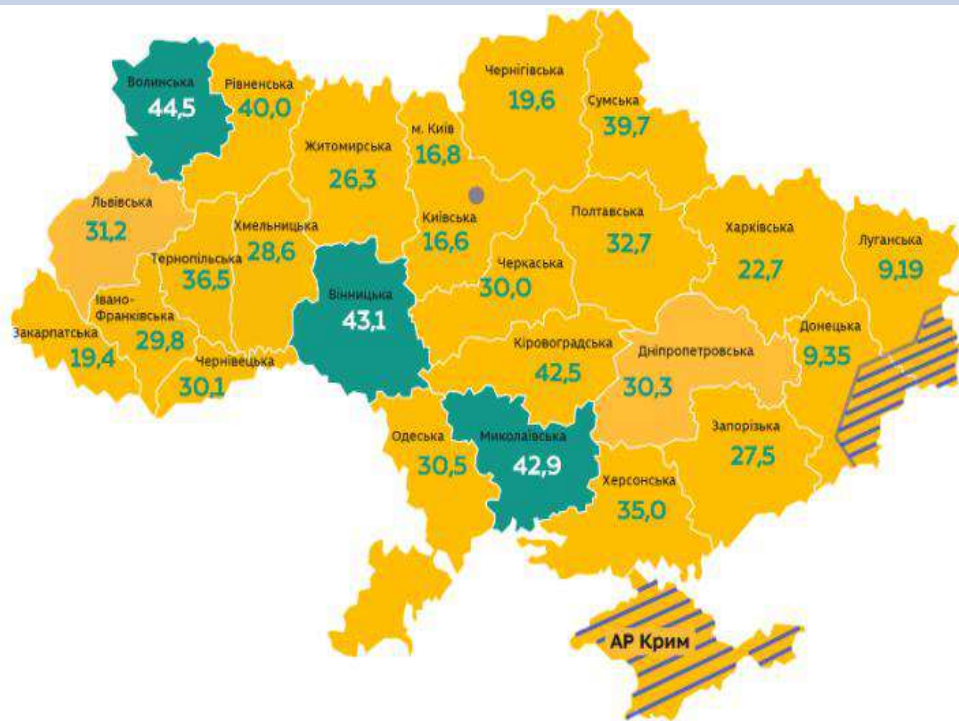 Волинська
44,5
Рівненська
40,0
Житомирська
26,3
м. Київ
16,8
Чернігівська
19,6
Сумська
39,7
Львівська
31,2
Тернопільська
36,5
Хмельницька
28,6
Київська
16,6
Черкаська
30,0
Полтавська
32,7
Харківська
22,7
Луганська
9,19
Закарпатська
19,4
Івано-
Франківська
29,8
Чернівецька
30,1
Вінницька
43,1
Кіровоградська
42,5
Дніпропетровська
30,3
Донецька
9,35
Одеська
30,5
Миколаївська
42,9
Херсонська
35,0
Запорізька
27,5
АР Крим